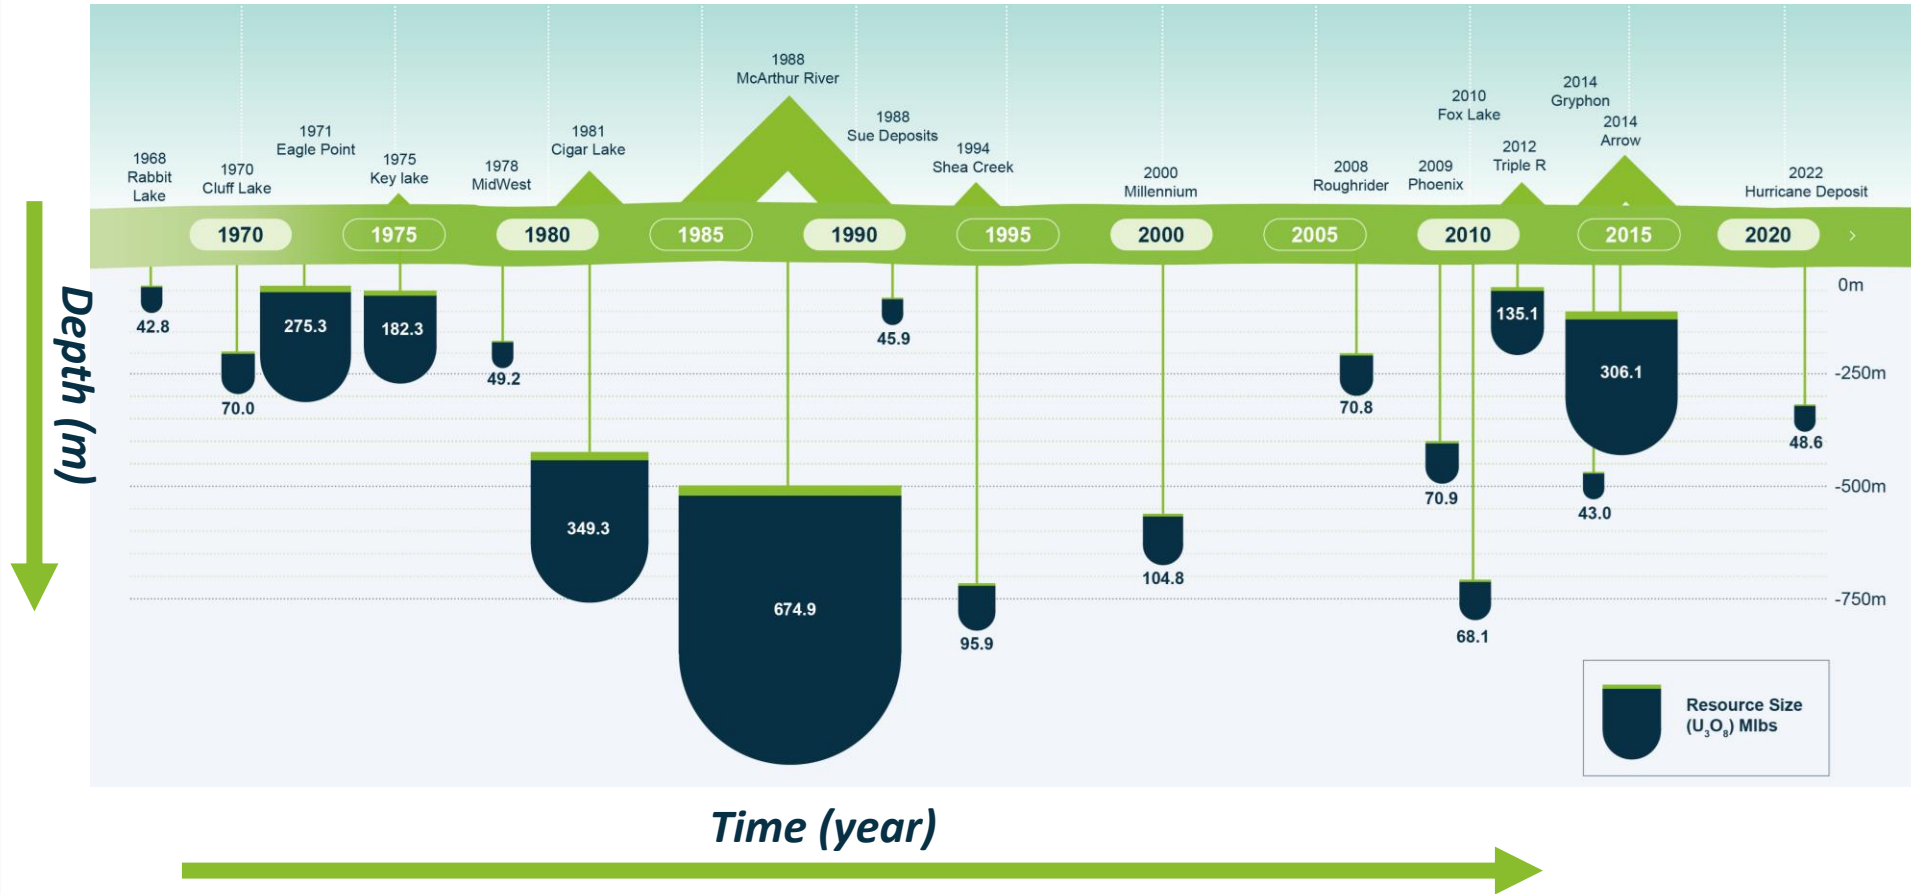 1988
McArthur River
2014
Gryphon
2010
Fox Lake
1988
Sue Deposits
2014
Arrow
1971
Eagle Point
1981
Cigar Lake
1968
Rabbit
Lake
1970
Cluff Lake
1975
Key lake
1978
MidWest
1994
Shea Creek
2000
Millennium
2008
Roughrider
2009
Phoenix
2012
Triple R
2022
Hurricane Deposit
1970
1975
1980
1985
1990
1995
2000
2005
2010
2015
2020
Depth (m)
0m
-250m
-500m
-750m
42.8
70.0
275.3
182.3
49.2
349.3
674.9
45.9
95.9
104.8
70.8
70.9
68.1
135.1
306.1
43.0
48.6
Resource Size
(U₃O₈) Mlbs
Time (year)